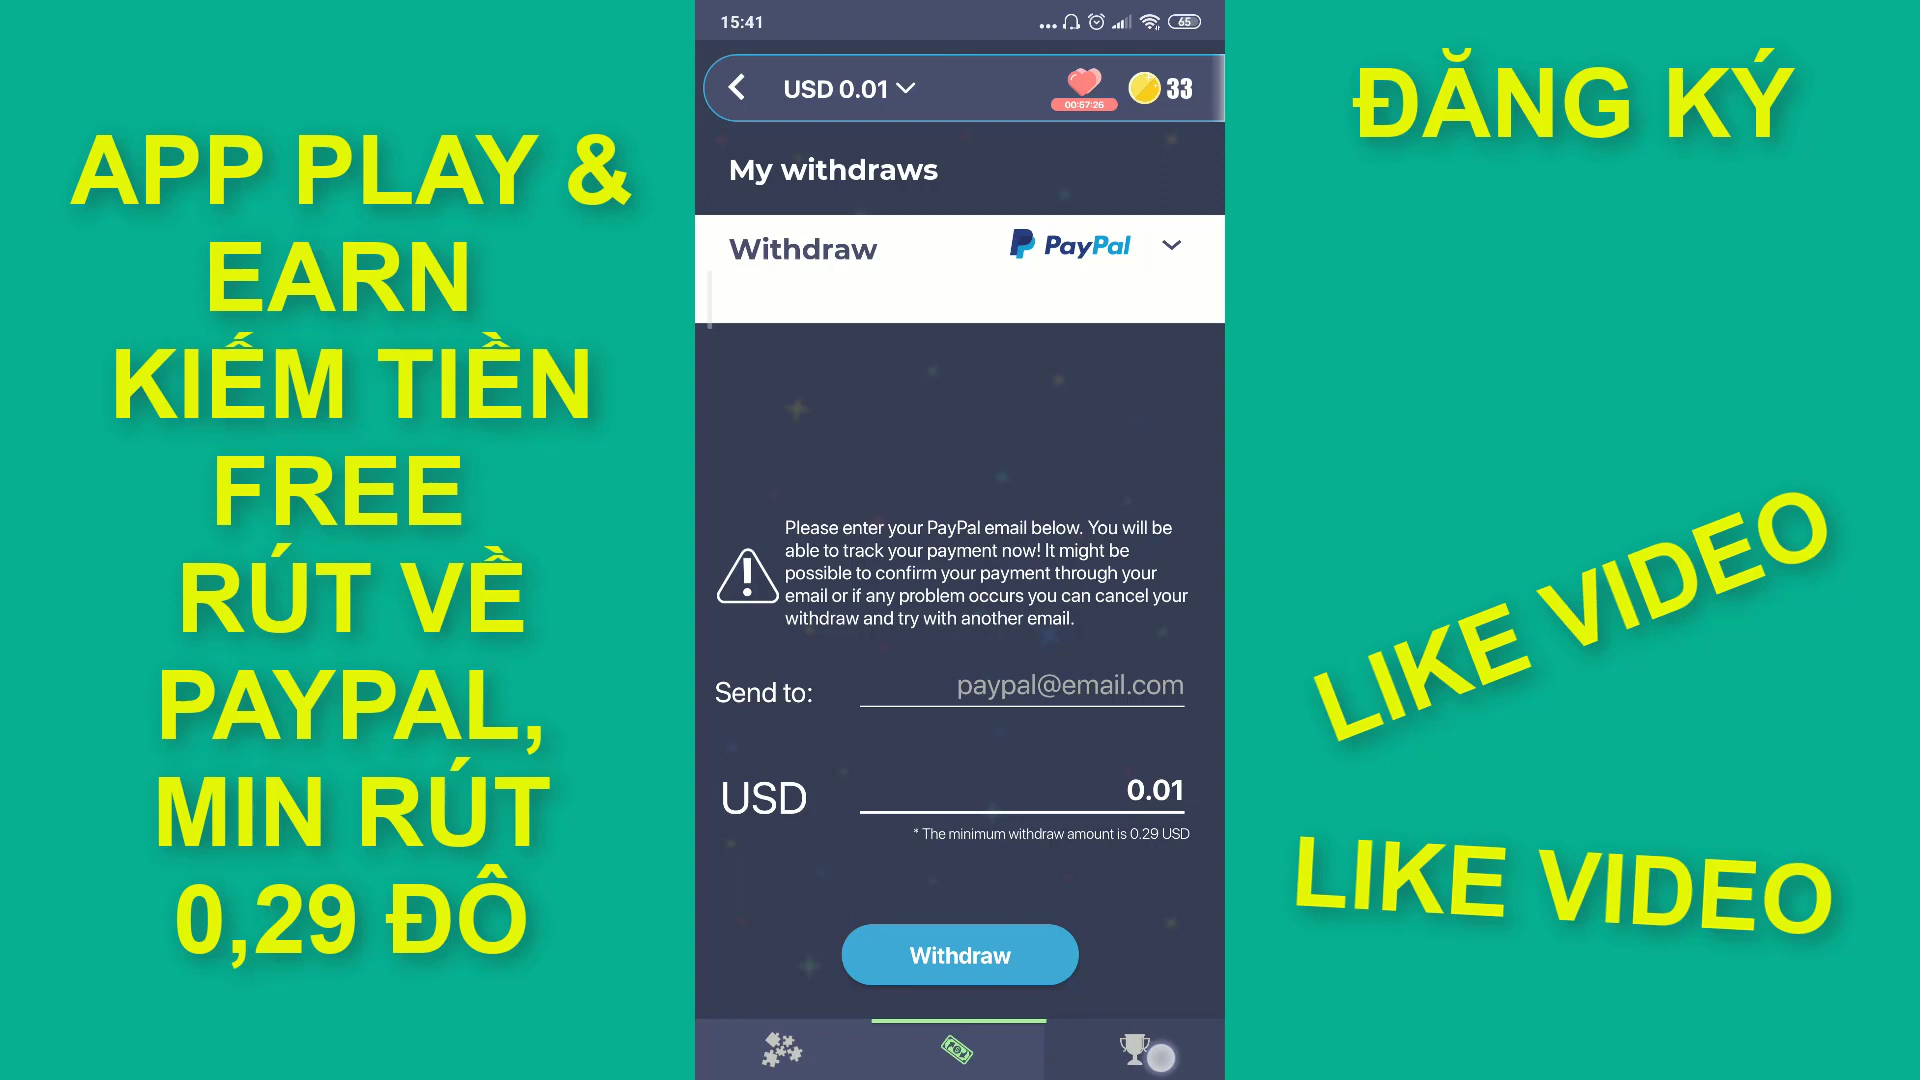 APP PLAY &
EARN
KIẾM TIỀN
FREE
RÚT VỀ
PAYPAL,
MIN RÚT
0,29 ĐÔ
15:41
65
USD 0.01
00:57:26
33
My withdraws
Withdraw
PayPal
Please enter your PayPal email below. You will be
able to track your payment now! It might be
possible to confirm your payment through your
email or if any problem occurs you can cancel your
withdraw and try with another email.
Send to:
paypal@email.com
USD
0.01
* The minimum withdraw amount is 0.29 USD
Withdraw
ĐĂNG KÝ
LIKE VIDEO
LIKE VIDEO